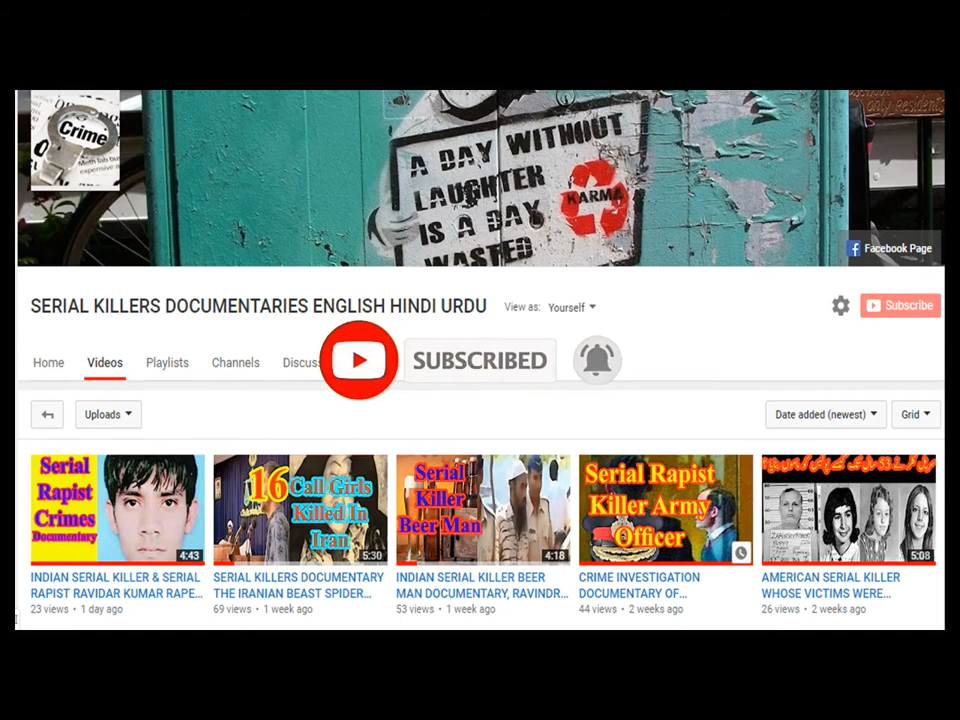 Crime
Meth lab
expensive
only Residents
A DAY WITHOUT
LAUGHTER
IS A DAY
WASTED
KARMA
Facebook Page
SERIAL KILLERS DOCUMENTARIES ENGLISH HINDI URDU
View as: Yourself
Subscribe
Home Videos Playlists Channels Discuss
SUBSCRIBED
Uploads
Date added (newest)
Grid
Serial
Rapist
Crimes
Documentary
4:43
INDIAN SERIAL KILLER & SERIAL
RAPIST RAVIDAR KUMAR RAPE...
23 views • 1 day ago
16 Call Girls
Killed In
Iran
5:30
SERIAL KILLERS DOCUMENTARY
THE IRANIAN BEAST SPIDER...
69 views • 1 week ago
Serial
Killer
Beer Man
4:18
INDIAN SERIAL KILLER BEER
MAN DOCUMENTARY, RAVINDR...
53 views • 1 week ago
Serial Rapist
Killer Army
Officer
CRIME INVESTIGATION
DOCUMENTARY OF...
44 views • 2 weeks ago
5:08
AMERICAN SERIAL KILLER
WHOSE VICTIMS WERE...
26 views • 2 weeks ago